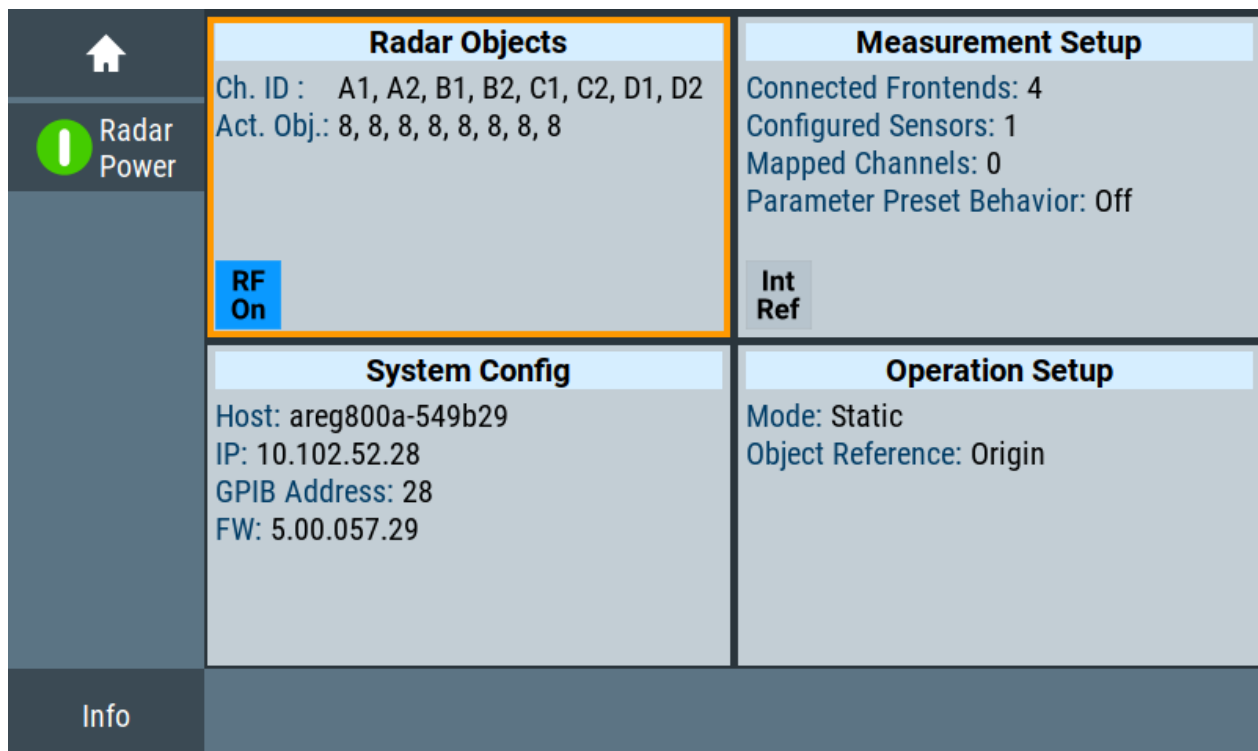 Radar
Power
Radar Objects
Ch. ID : A1, A2, B1, B2, C1, C2, D1, D2
Act. Obj.: 8, 8, 8, 8, 8, 8, 8, 8
RF
On
Measurement Setup
Connected Frontends: 4
Configured Sensors: 1
Mapped Channels: 0
Parameter Preset Behavior: Off
Int
Ref
System Config
Host: areg800a-549b29
IP: 10.102.52.28
GPIB Address: 28
FW: 5.00.057.29
Operation Setup
Mode: Static
Object Reference: Origin
Info